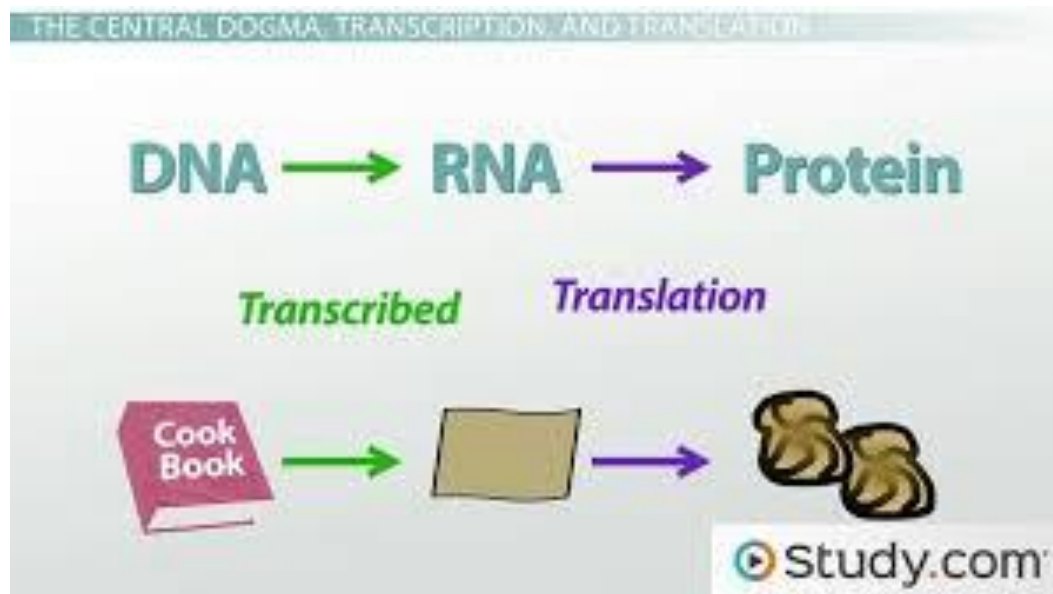 THE CENTRAL DOGMA, TRANSCRIPTION, AND TRANSLATION
DNA RNA Protein
Transcribed Translation
Cook
Book
Study.com